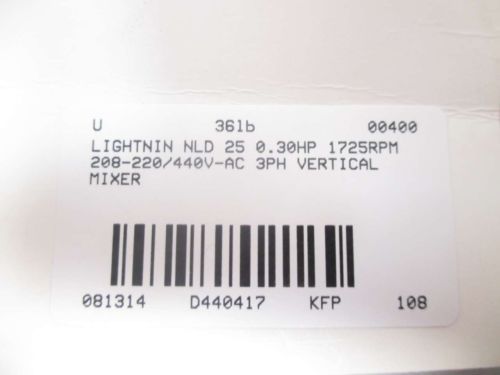 U 361b 00400
LIGHTNIN NLD 25 0.30HP 1725RPM
208-220/440V-AC 3PH VERTICAL
MIXER
081314 D440417 KFP 108